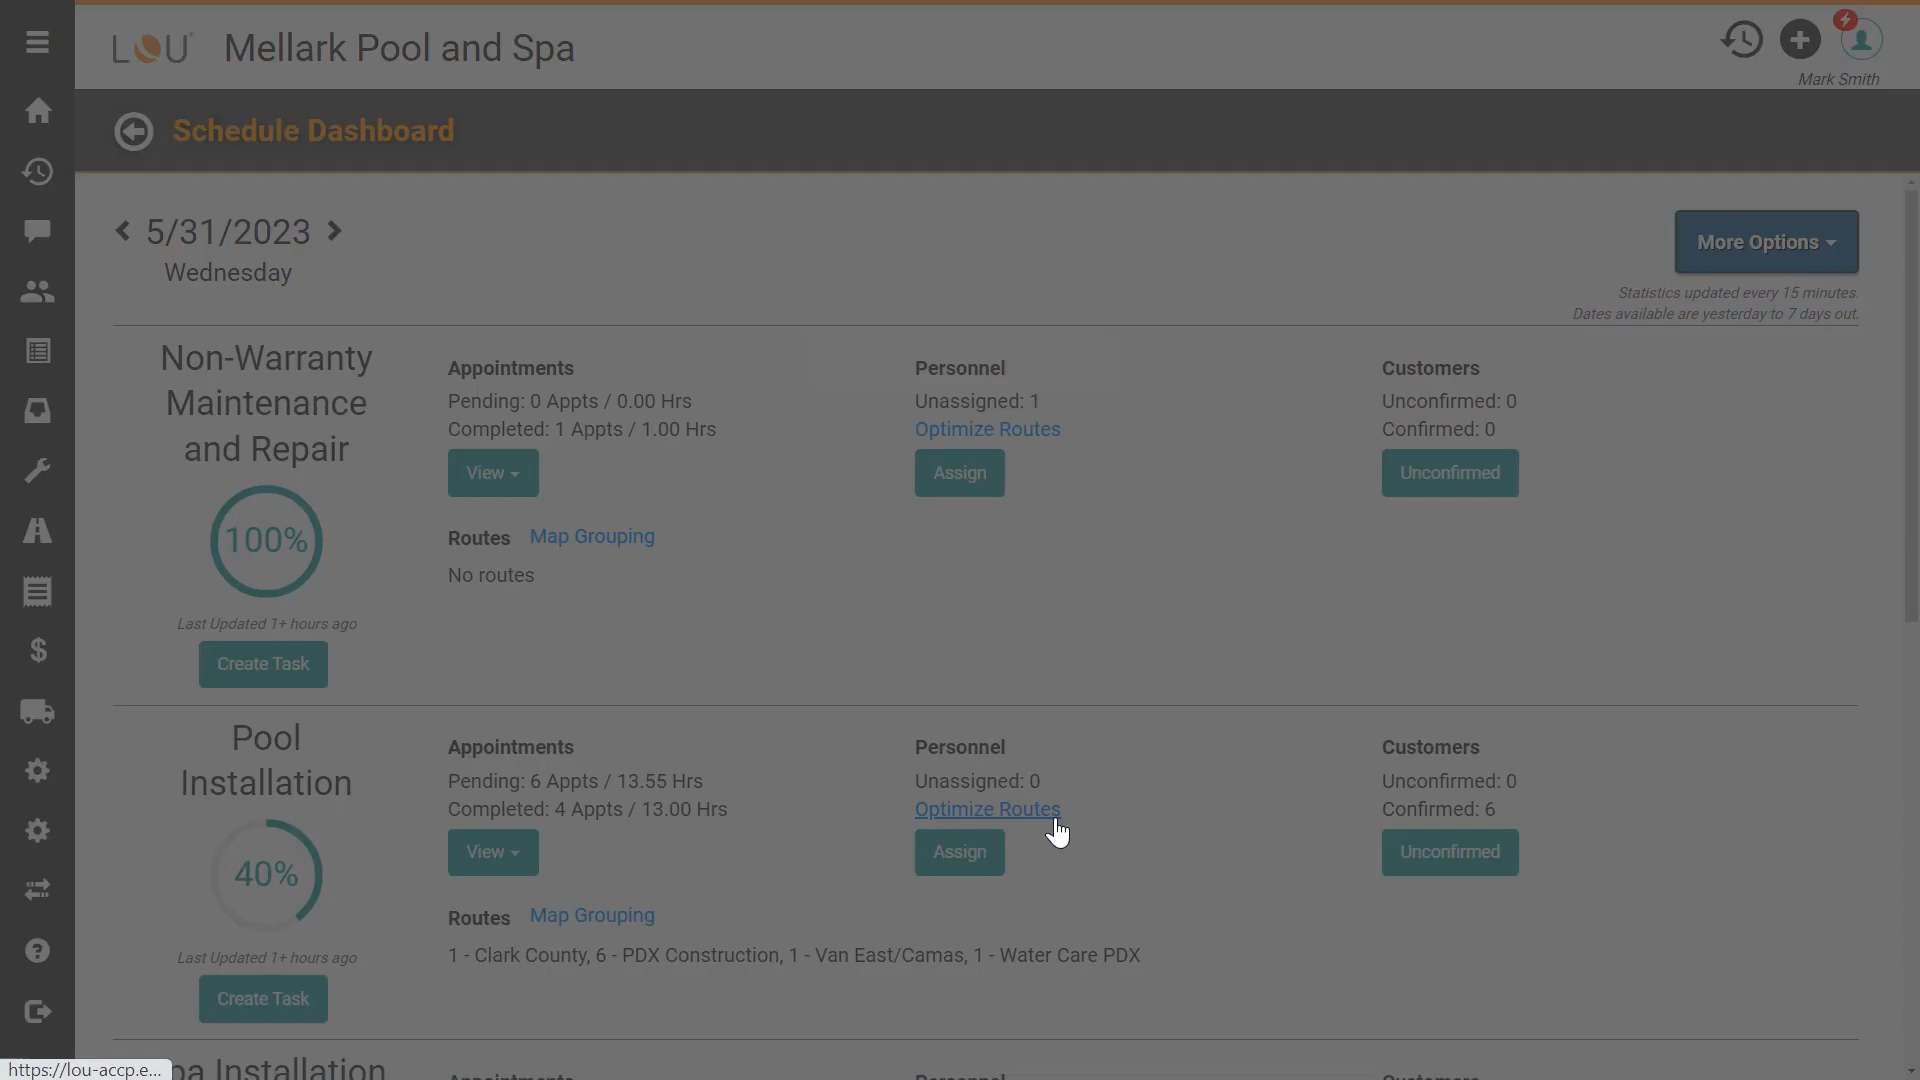 LOU Mellark Pool and Spa
Mark Smith
Schedule Dashboard
5/31/2023
Wednesday
More Options
Statistics updated every 15 minutes.
Dates available are yesterday to 7 days out.
Non-Warranty
Maintenance
and Repair
100%
Last Updated 1+ hours ago
Create Task
Appointments
Pending: 0 Appts / 0.00 Hrs
Completed: 1 Appts / 1.00 Hrs
View
Routes Map Grouping
No routes
Personnel
Unassigned: 1
Optimize Routes
Assign
Customers
Unconfirmed: 0
Confirmed: 0
Unconfirmed
Pool
Installation
40%
Last Updated 1+ hours ago
Create Task
Appointments
Pending: 6 Appts / 13.55 Hrs
Completed: 4 Appts / 13.00 Hrs
View
Routes Map Grouping
1 - Clark County, 6 - PDX Construction, 1 - Van East/Camas, 1 - Water Care PDX
Personnel
Unassigned: 0
Optimize Routes
Assign
Customers
Unconfirmed: 0
Confirmed: 6
Unconfirmed
pa Installation
Appointments
Personnel
Customers
https://lou-accp.e...